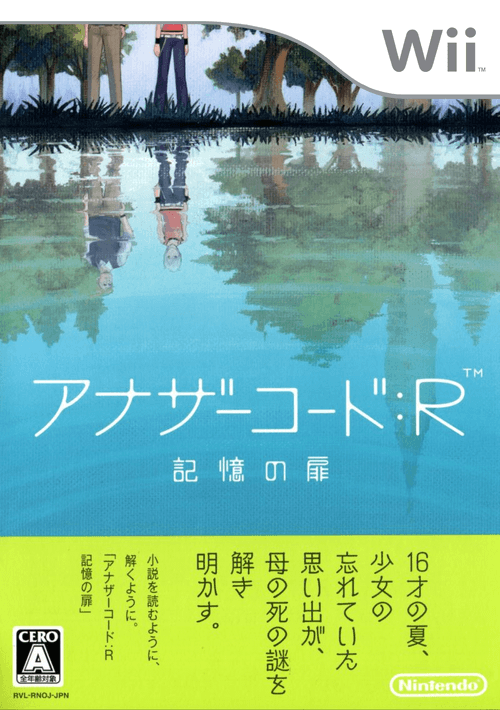 Wii
TM
アナザーコード:R
TM
記憶の扉
16才の夏、
少女の
忘れていた
思い出が、
母の死の謎を
解き
明かす。
小説を読むように、
解くように。
「アナザーコード:R
記憶の扉」
CERO
A
全年齢対象
RVL-RNOJ-JPN
Nintendo